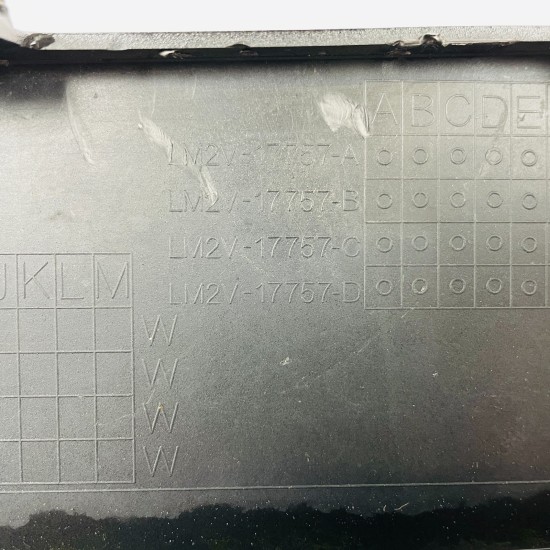 A B C D E
LM2V-17757-A O O O O O
LM2V-17757-B O O O O O
LM2V-17757-C O O O O O
LM2V-17757-D O O O O O
J K L M
W
W
W
W